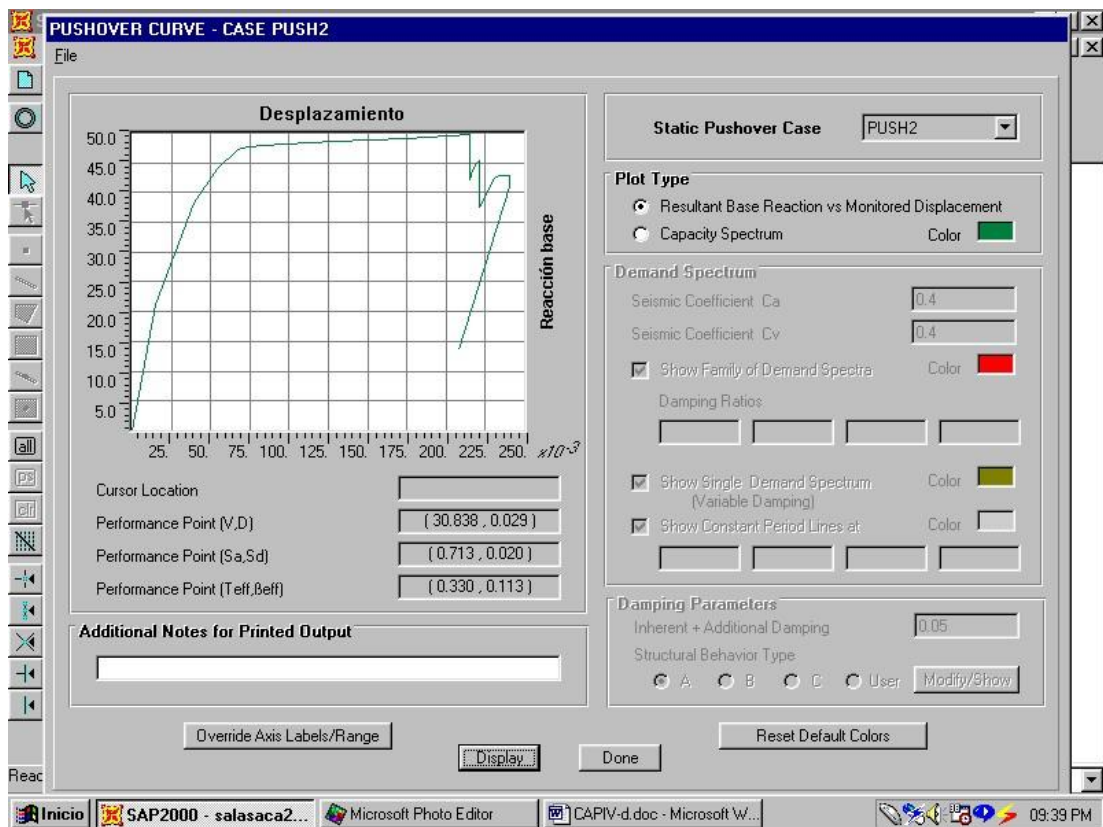 PUSHOVER CURVE - CASE PUSH2
File
Desplazamiento
50.0
45.0
40.0
35.0
30.0
25.0
20.0
15.0
10.0
5.0
25. 50. 75. 100. 125. 150. 175. 200. 225. 250. x10-3
Reacción base
Cursor Location
Performance Point (V,D) ( 30.838 , 0.029 )
Performance Point (Sa,Sd) ( 0.713 , 0.020 )
Performance Point (Teff,ßeff) ( 0.330 , 0.113 )
Additional Notes for Printed Output
Override Axis Labels/Range
Static Pushover Case PUSH2
Plot Type
Resultant Base Reaction vs Monitored Displacement
Capacity Spectrum Color
Demand Spectrum
Seismic Coefficient Ca 0.4
Seismic Coefficient Cv 0.4
Show Family of Demand Spectra Color
Damping Ratios
Show Single Demand Spectrum Color
(Variable Damping)
Show Constant Period Lines at Color
Damping Parameters
Inherent + Additional Damping 0.05
Structural Behavior Type
A B C User Modify/Show
Reset Default Colors
Display Done
all
ps
clr
Reac
Inicio SAP2000 - salasaca2... Microsoft Photo Editor CAPIV-d.doc - Microsoft W... 09:39 PM